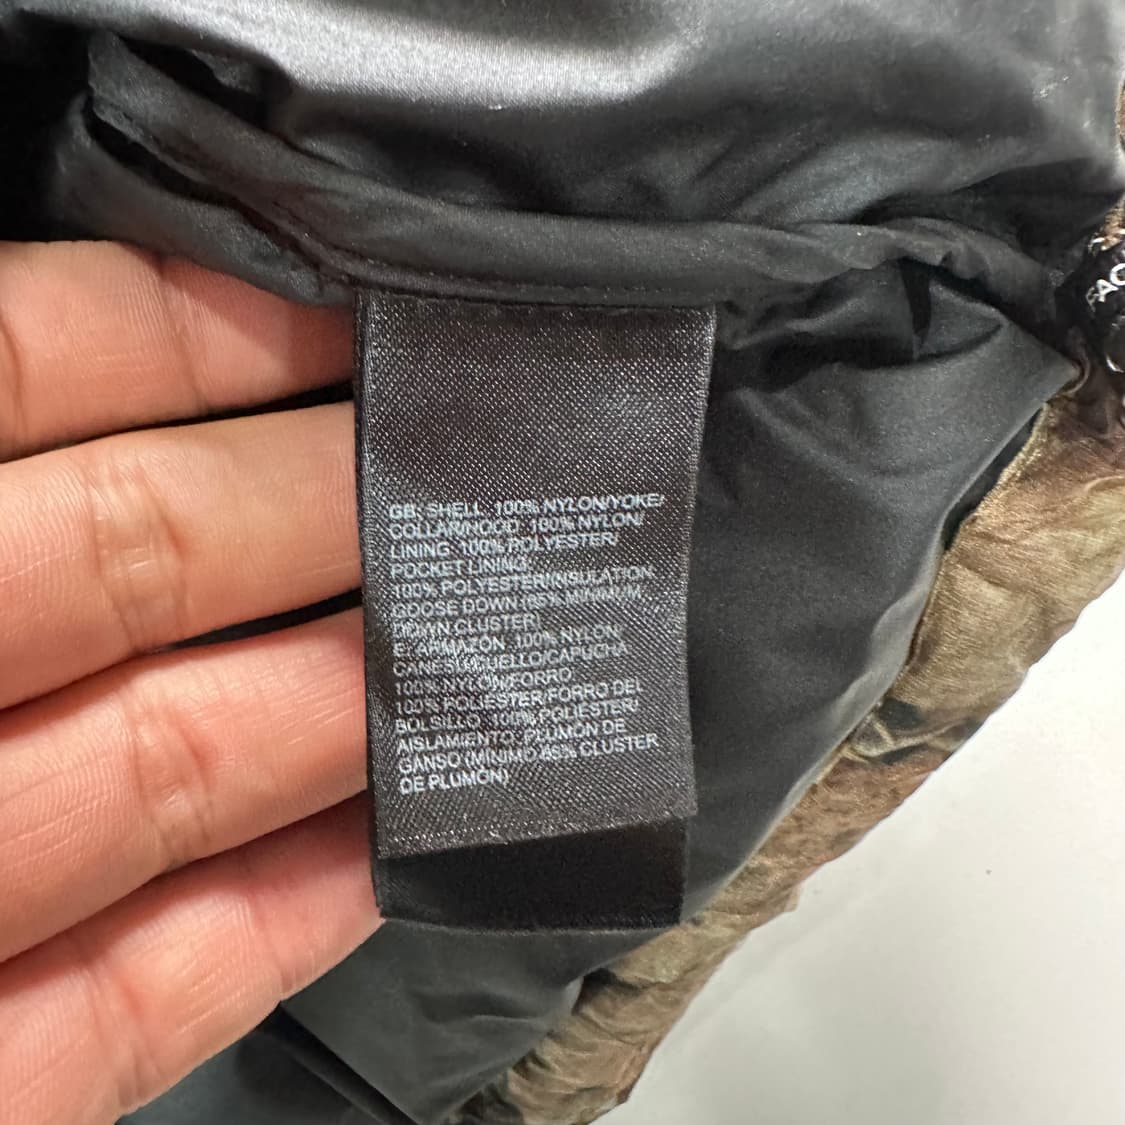 GB: SHELL, 100% NYLON/YOKE/
COLLAR/HOOD, 100% NYLON/
LINING, 100% POLYESTER/
POCKET LINING,
100% POLYESTER/INSULATION,
GOOSE DOWN (85% MINIMUM
DOWN CLUSTER)
E: ARMAZON, 100% NYLON/
CANESU/CUELLO/CAPUCHA
100% NYLON/FORRO
100% POLIESTER/FORRO DEL
BOLSILLO, 100% POLIESTER/
AISLAMIENTO, PLUMON DE
GANSO (MINIMO 85% CLUSTER
DE PLUMON)
FAC